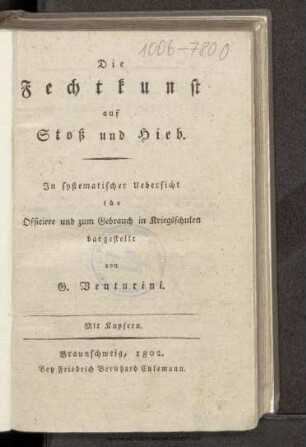 1006-7800
Die
Fechtkunst
auf
Stoß und Hieb.
In systematischer Uebersicht
für
Officiere und zum Gebrauch in Kriegsschulen
dargestellt
von
G. Venturini.
Mit Kupfern.
Braunschweig, 1802.
Bey Friedrich Bernhard Culemann.